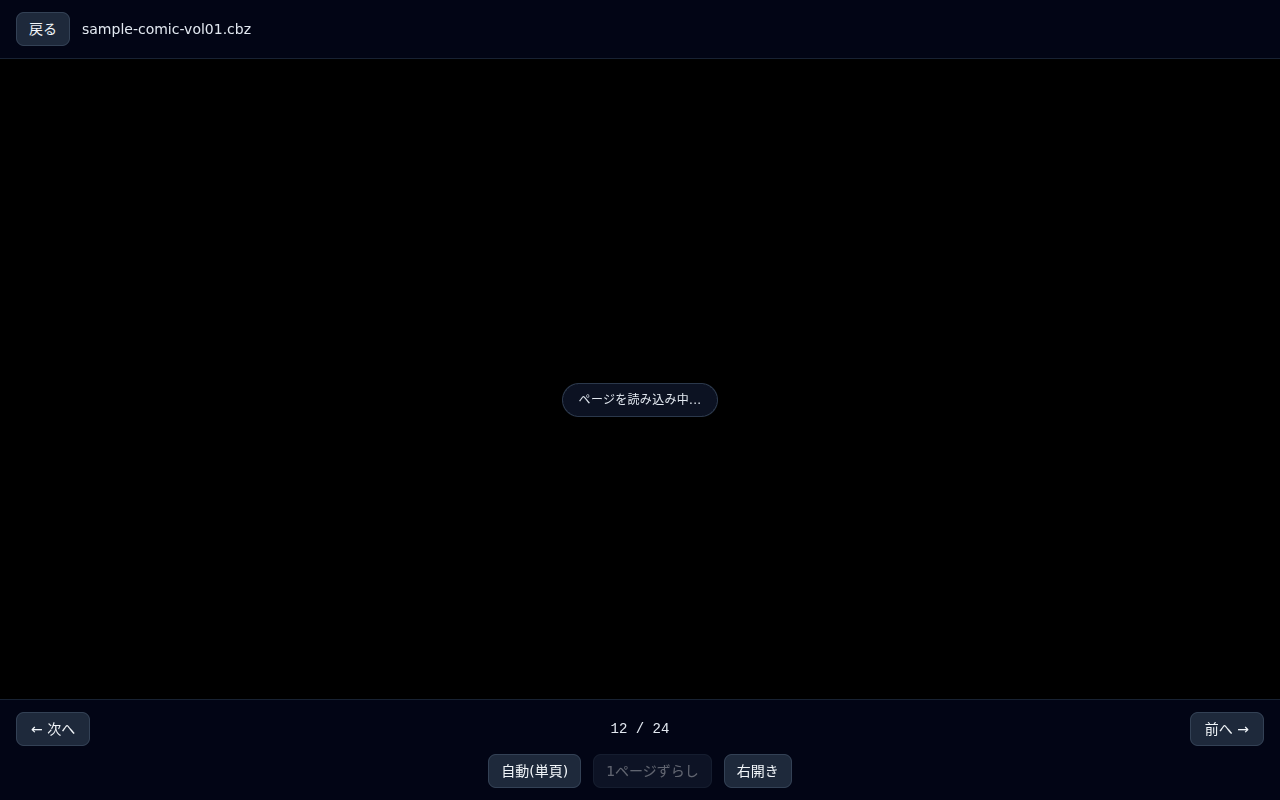 戻る sample-comic-vol01.cbz
ページを読み込み中…
← 次へ 12 / 24 前へ →
自動(単頁) 1ページずらし 右開き